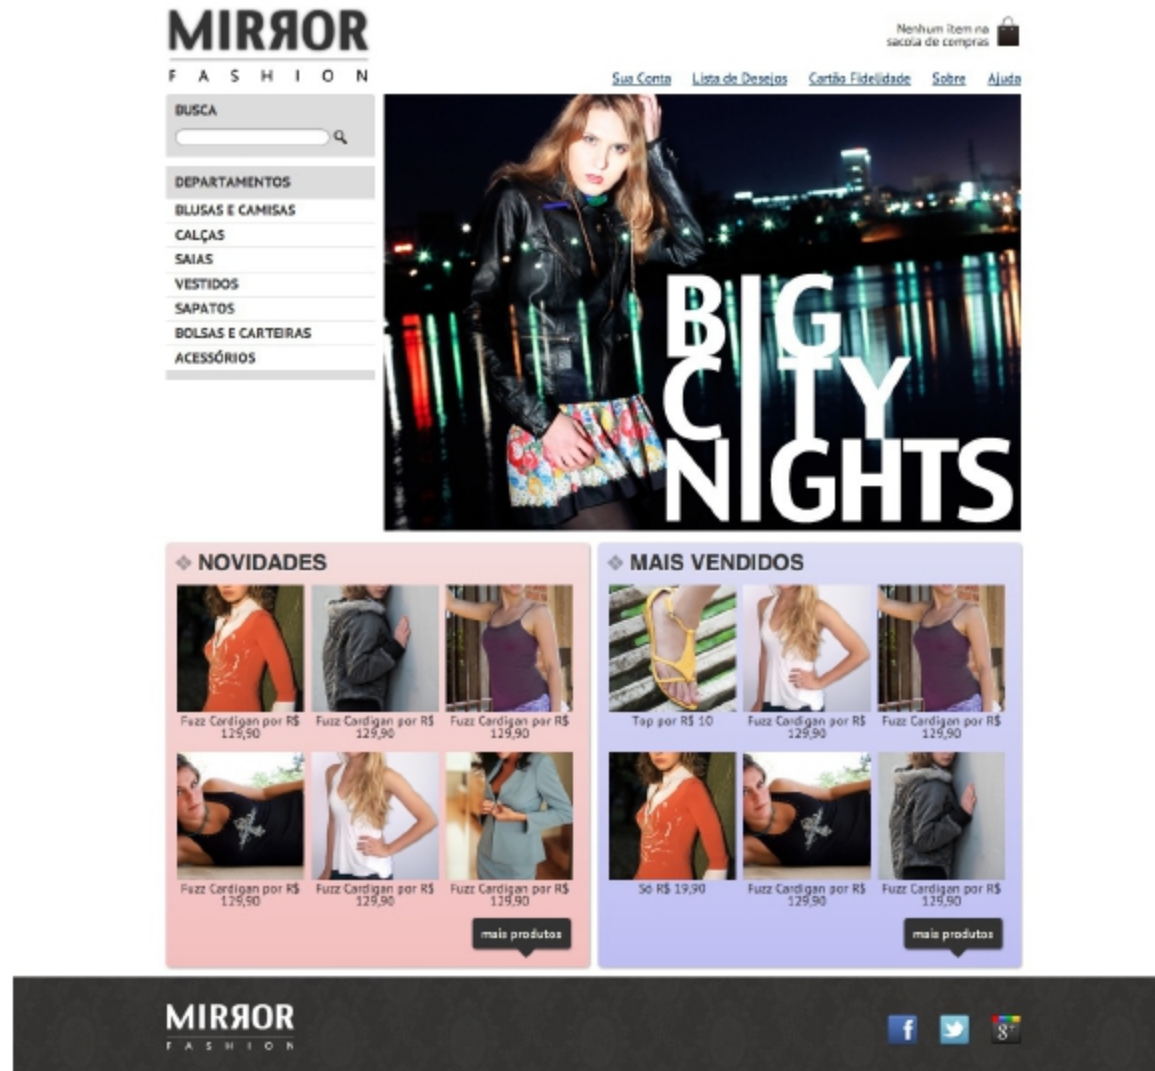 MIRROR
FASHION
Nenhum item na
sacola de compras
Sua Conta Lista de Desejos Cartão Fidelidade Sobre Ajuda
BUSCA
DEPARTAMENTOS
BLUSAS E CAMISAS
CALÇAS
SAIAS
VESTIDOS
SAPATOS
BOLSAS E CARTEIRAS
ACESSÓRIOS
BIG
CITY
NIGHTS
NOVIDADES
Fuzz Cardigan por R$
129,90
Fuzz Cardigan por R$
129,90
Fuzz Cardigan por R$
129,90
Fuzz Cardigan por R$
129,90
Fuzz Cardigan por R$
129,90
Fuzz Cardigan por R$
129,90
mais produtos
MAIS VENDIDOS
Top por R$ 10
Fuzz Cardigan por R$
129,90
Fuzz Cardigan por R$
129,90
Só R$ 19,90
Fuzz Cardigan por R$
129,90
Fuzz Cardigan por R$
129,90
mais produtos
MIRROR
FASHION
f
g+